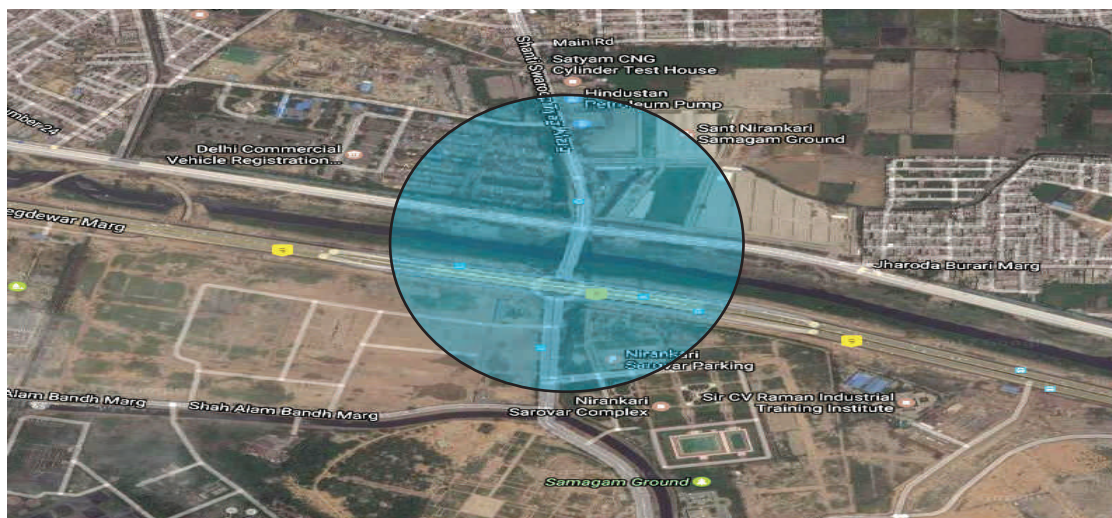 Main Rd
Satyam CNG
Cylinder Test House
Hindustan
Petroleum Pump
Sant Nirankari
Samagam Ground
Delhi Commercial
Vehicle Registration...
egdewar Marg
Jharoda Burari Marg
Nirankari
Sarovar Parking
Nirankari
Sarovar Complex
Sir CV Raman Industrial
Training Institute
Alam Bandh Marg
Shah Alam Bandh Marg
Samagam Ground